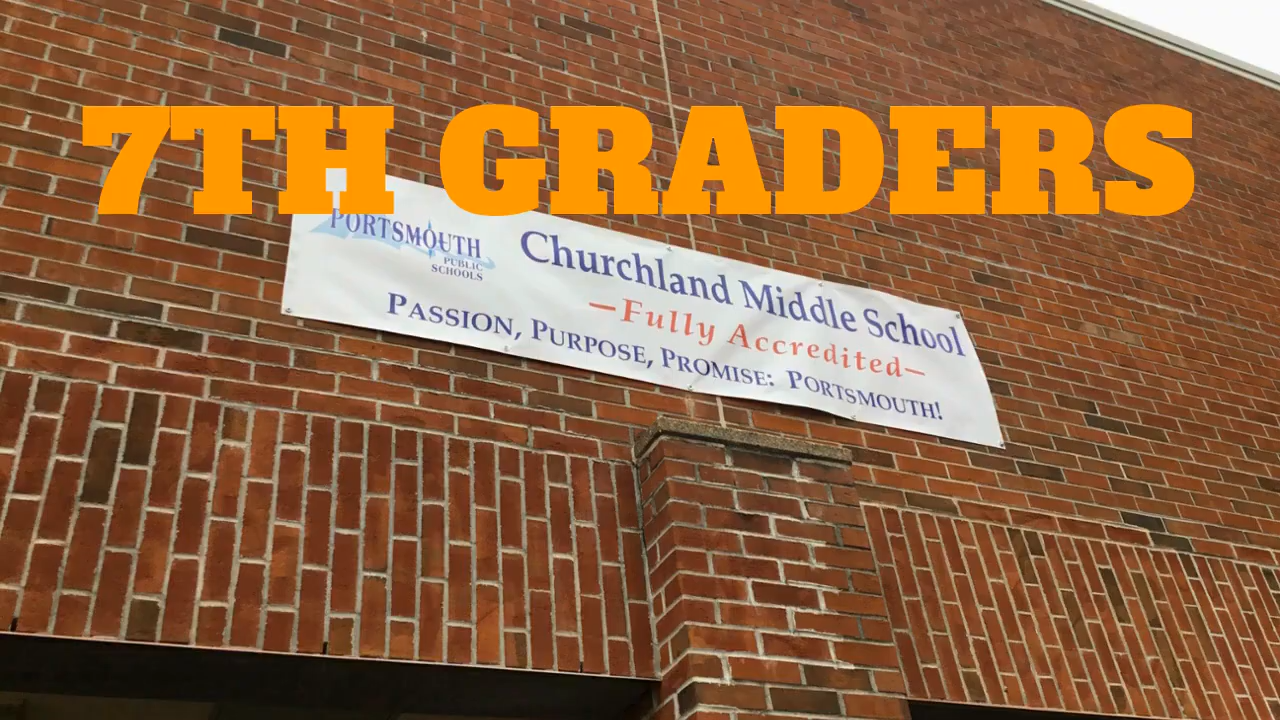 7TH GRADERS
PORTSMOUTH
PUBLIC
SCHOOLS
Churchland Middle School
—Fully Accredited—
PASSION, PURPOSE, PROMISE: PORTSMOUTH!